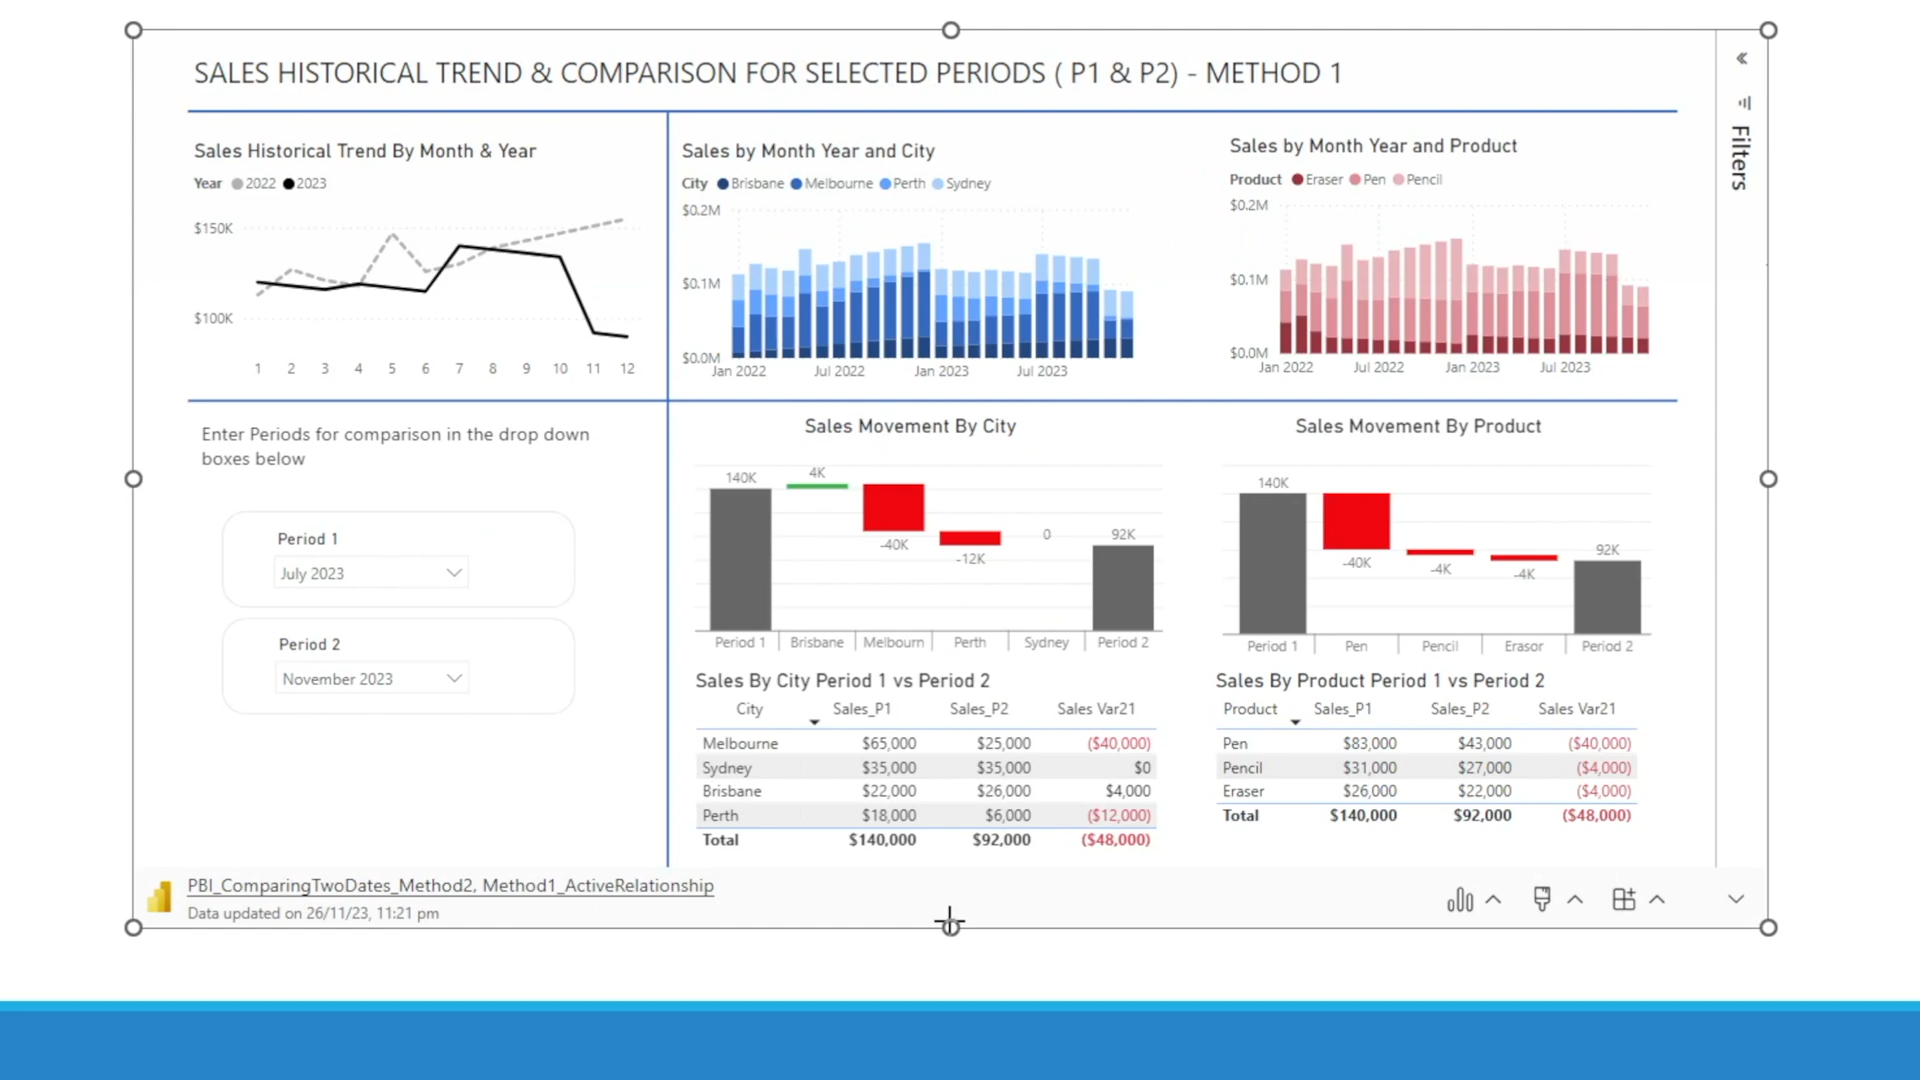 SALES HISTORICAL TREND & COMPARISON FOR SELECTED PERIODS ( P1 & P2) - METHOD 1
Filters
Sales Historical Trend By Month & Year
Year 2022 2023
$150K
$100K
1 2 3 4 5 6 7 8 9 10 11 12
Sales by Month Year and City
City Brisbane Melbourne Perth Sydney
$0.2M
$0.1M
$0.0M
Jan 2022 Jul 2022 Jan 2023 Jul 2023
Sales by Month Year and Product
Product Eraser Pen Pencil
$0.2M
$0.1M
$0.0M
Jan 2022 Jul 2022 Jan 2023 Jul 2023
Enter Periods for comparison in the drop down
boxes below
Period 1
July 2023
Period 2
November 2023
Sales Movement By City
140K 4K -40K -12K 0 92K
Period 1 Brisbane Melbourn Perth Sydney Period 2
Sales Movement By Product
140K -40K -4K -4K 92K
Period 1 Pen Pencil Erasor Period 2
Sales By City Period 1 vs Period 2
City Sales_P1 Sales_P2 Sales Var21
Melbourne $65,000 $25,000 ($40,000)
Sydney $35,000 $35,000 $0
Brisbane $22,000 $26,000 $4,000
Perth $18,000 $6,000 ($12,000)
Total $140,000 $92,000 ($48,000)
Sales By Product Period 1 vs Period 2
Product Sales_P1 Sales_P2 Sales Var21
Pen $83,000 $43,000 ($40,000)
Pencil $31,000 $27,000 ($4,000)
Eraser $26,000 $22,000 ($4,000)
Total $140,000 $92,000 ($48,000)
PBI_ComparingTwoDates_Method2, Method1_ActiveRelationship
Data updated on 26/11/23, 11:21 pm